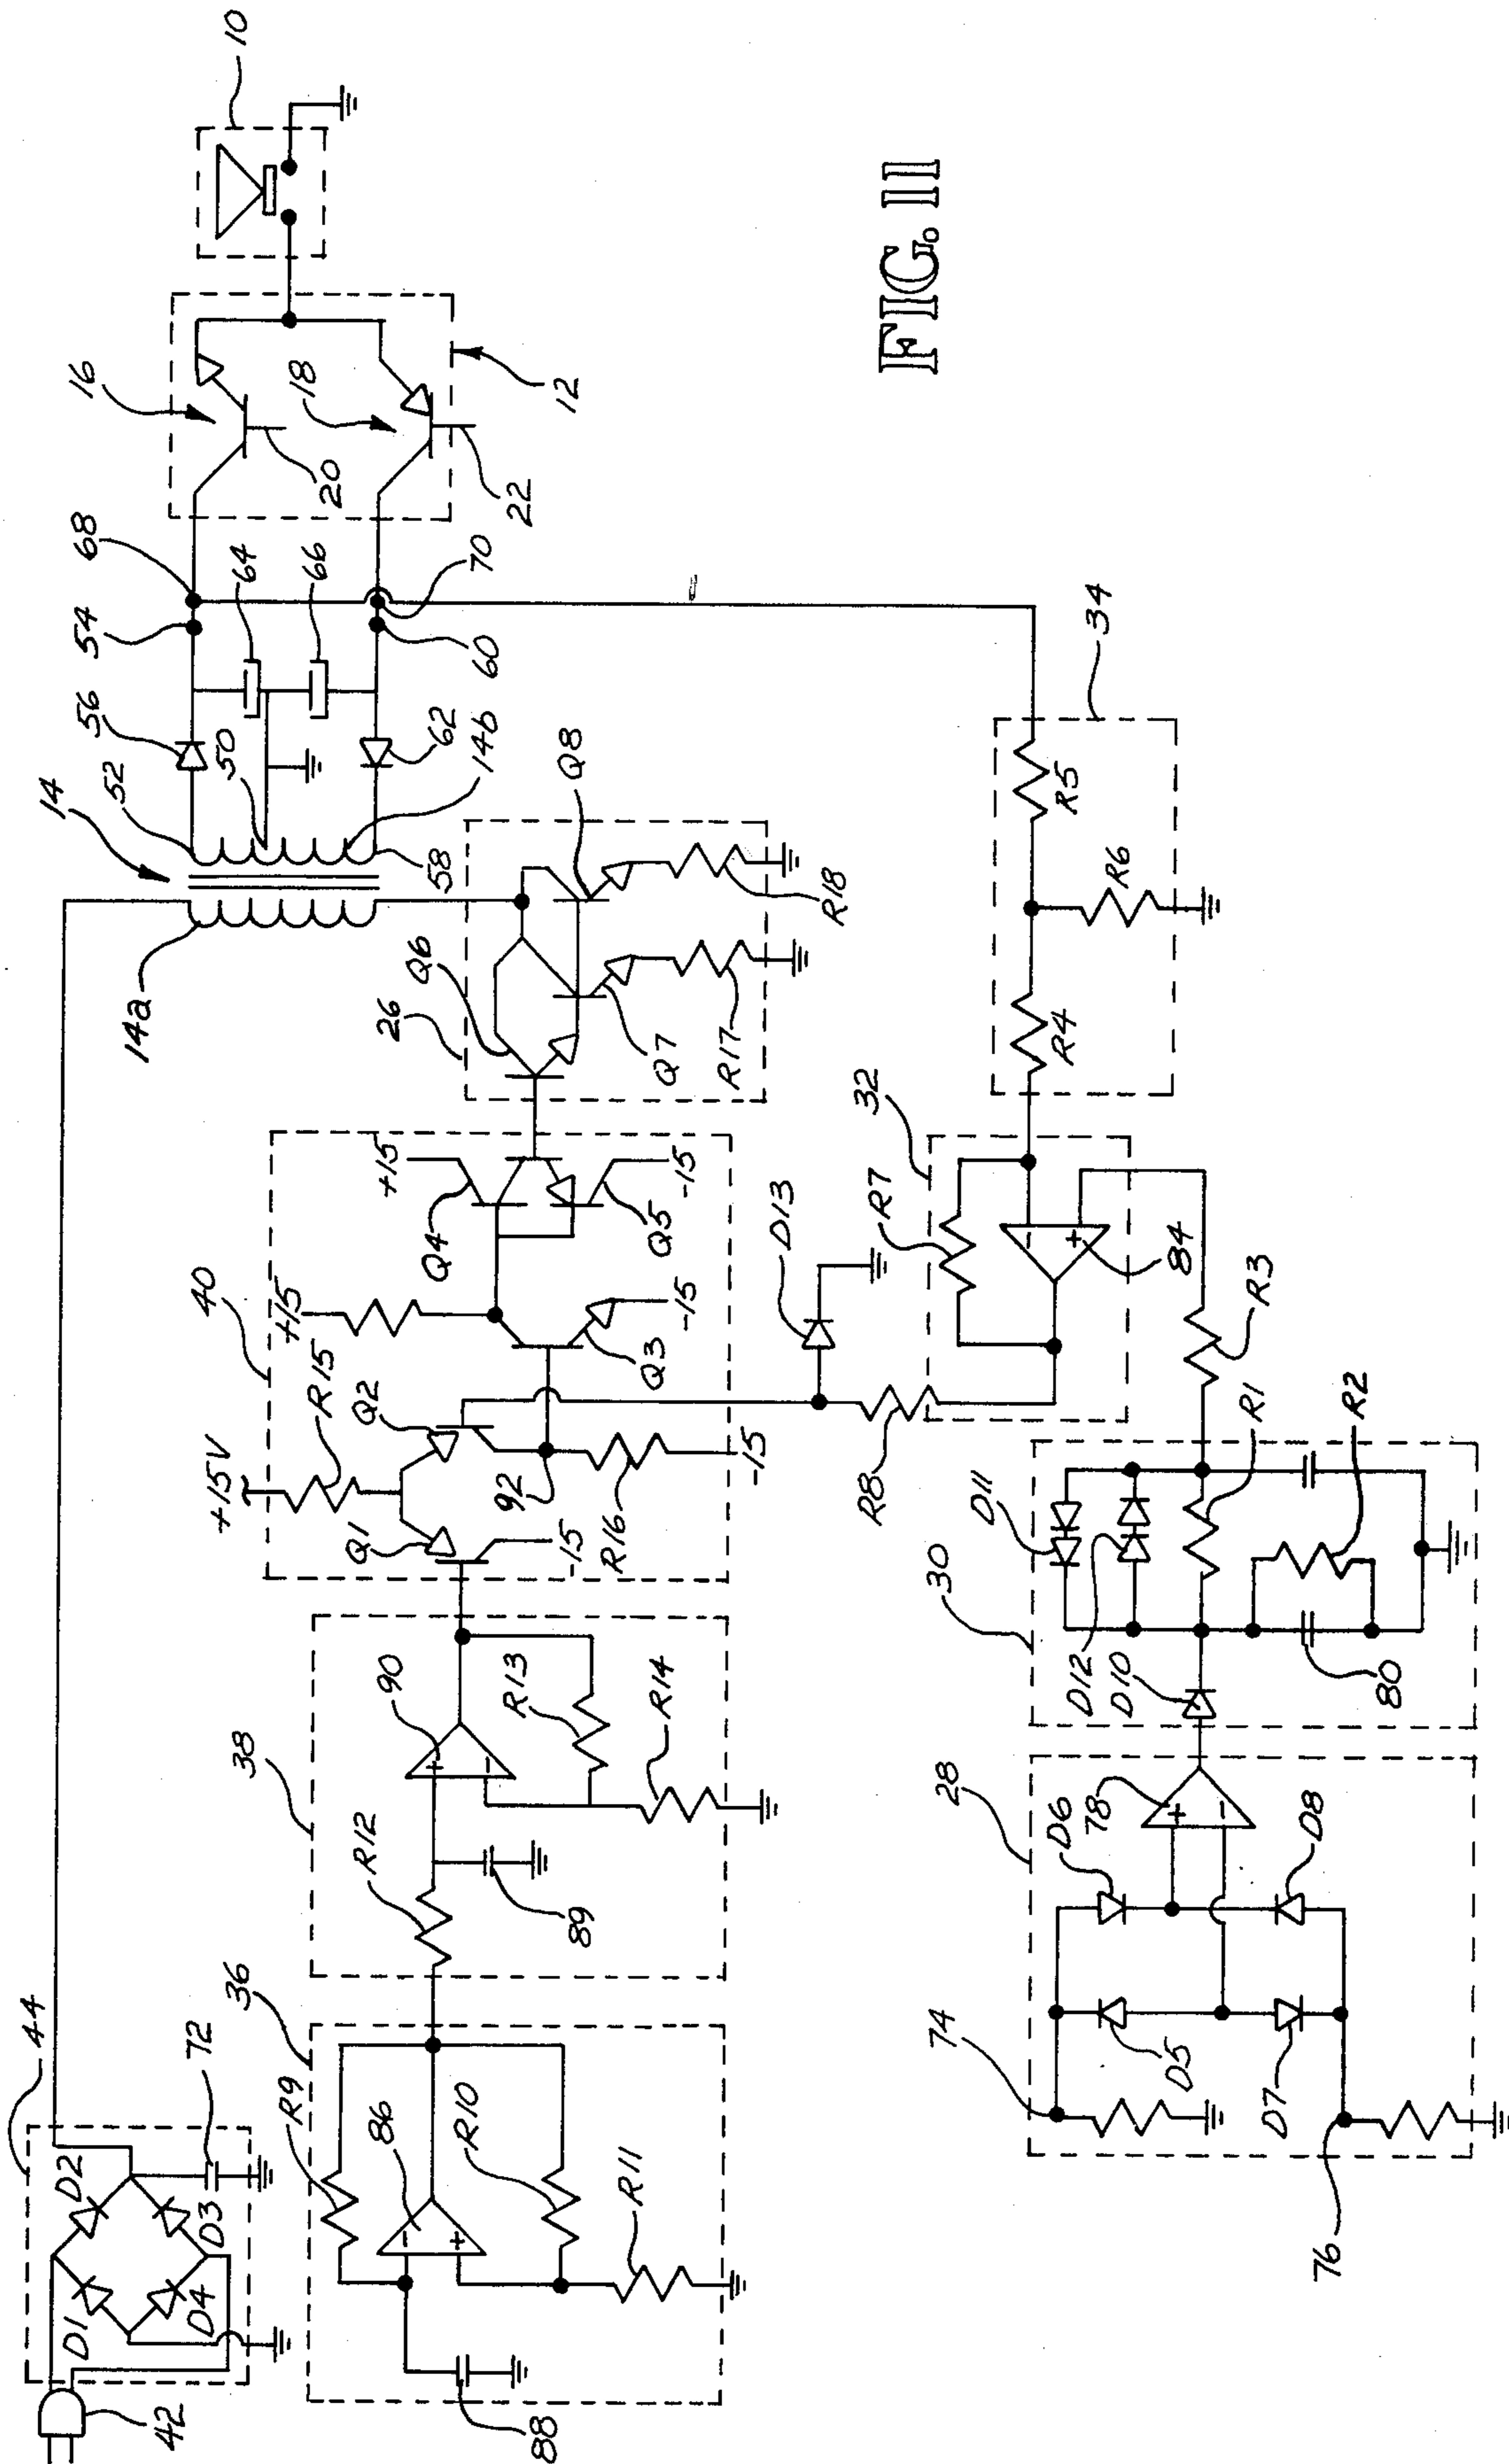 10
16
18
20
22
12
68
54
64
66
70
60
56
52
50
62
14b
14
58
14a
FIG. 11
Q8
Q6
26
Q7
R17
R18
34
R5
R6
R4
32
R7
-
+
84
R3
40
+15
Q4
Q5
-15
+15
Q3
-15
D13
R15
+15V
Q1
Q2
92
-15
R16
-15
R8
D11
R1
R2
30
D12
D10
80
38
90
+
-
R13
R14
R12
89
28
D6
78
+
-
D8
74
D5
D7
76
44
72
D2
D3
D1
D4
42
36
R9
86
-
+
R10
R11
88